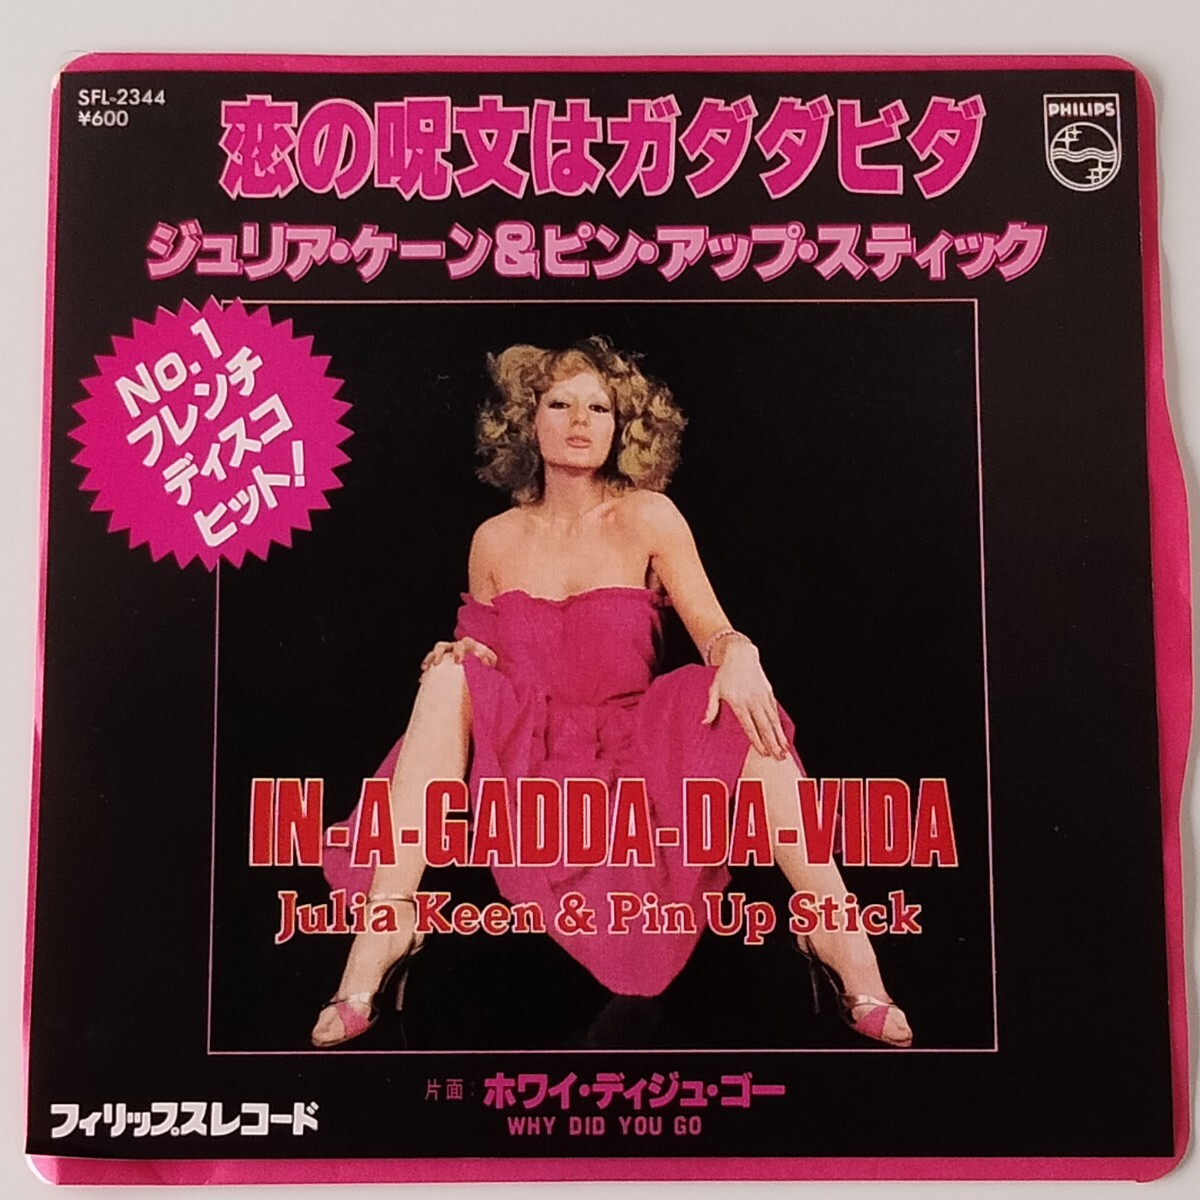 SFL-2344
¥600
恋の呪文はガダダビダ
PHILIPS
ジュリア・ケーン&ピン・アップ・スティック
No.1
フレンチ
ディスコ
ヒット!
IN-A-GADDA-DA-VIDA
Julia Keen & Pin Up Stick
片面:ホワイ・ディジュ・ゴー
WHY DID YOU GO
フィリップスレコード